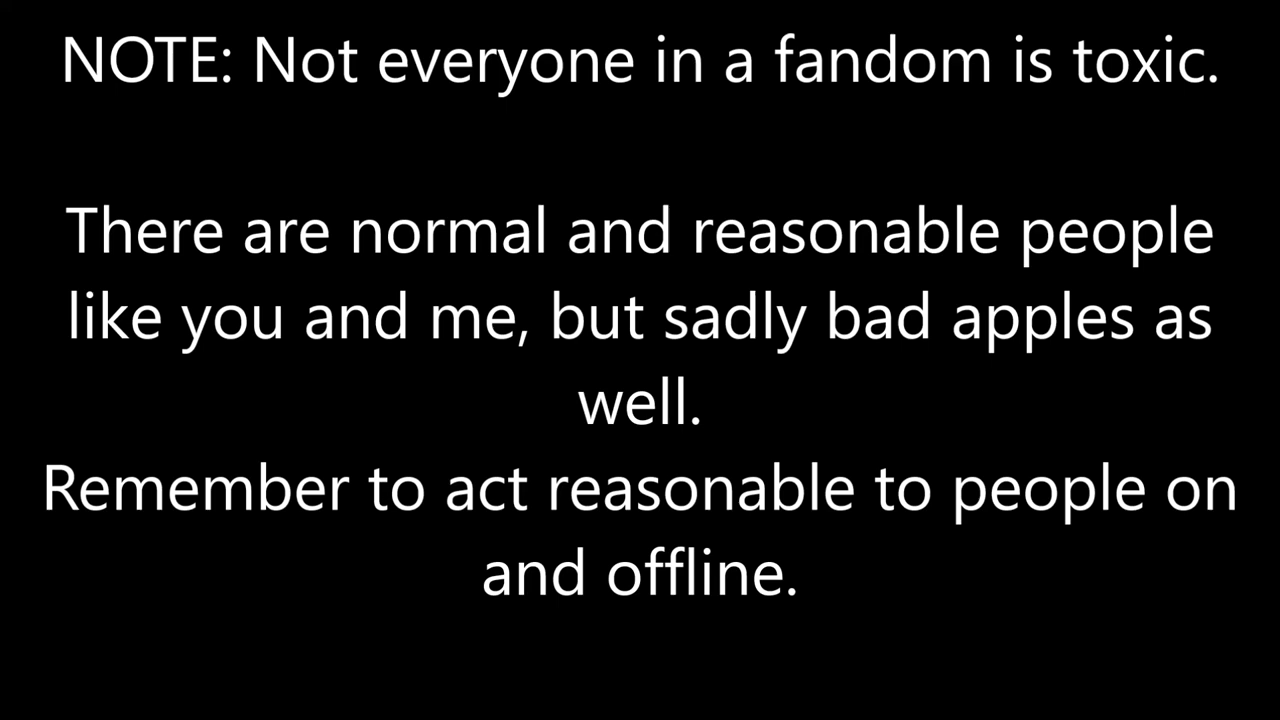 NOTE: Not everyone in a fandom is toxic.
There are normal and reasonable people
like you and me, but sadly bad apples as
well.
Remember to act reasonable to people on
and offline.